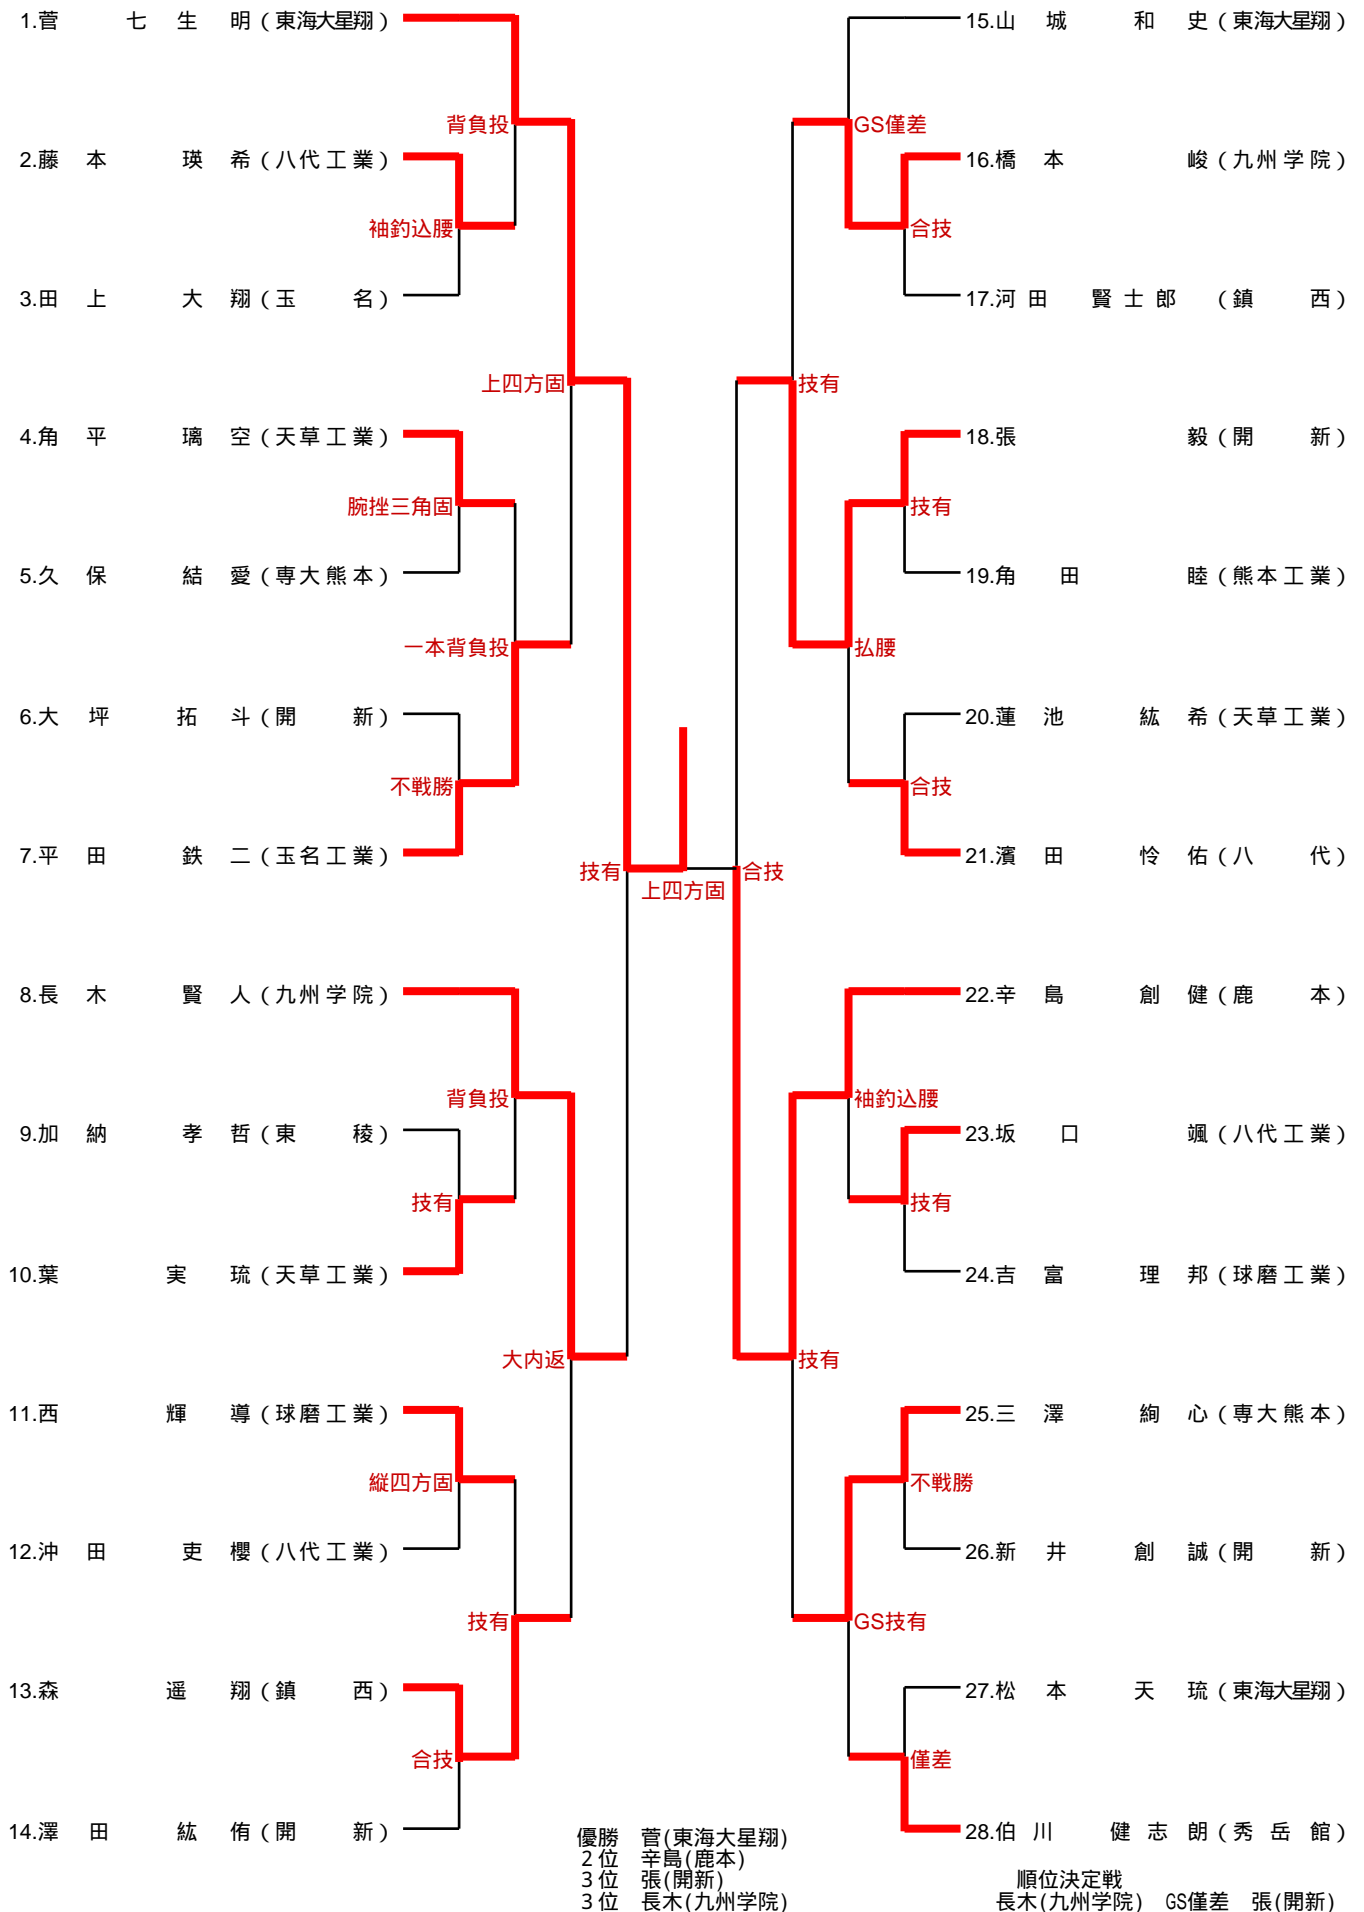 1.菅　七生明(東海大星翔)
15.山城　和史(東海大星翔)
背負投
GS僅差
2.藤本　瑛希(八代工業)
16.橋本　峻(九州学院)
袖釣込腰
合技
3.田上　大翔(玉名)
17.河田　賢士郎(鎮西)
上四方固
技有
4.角平　璃空(天草工業)
18.張　毅(開新)
腕挫三角固
技有
5.久保　結愛(専大熊本)
19.角田　睦(熊本工業)
一本背負投
払腰
6.大坪　拓斗(開新)
20.蓮池　紘希(天草工業)
不戦勝
合技
7.平田　鉄二(玉名工業)
21.濱田　怜佑(八代)
技有
合技
上四方固
8.長木　賢人(九州学院)
22.辛島　創健(鹿本)
背負投
袖釣込腰
9.加納　孝哲(東稜)
23.坂口　颯(八代工業)
技有
技有
10.葉　実琉(天草工業)
24.吉富　理邦(球磨工業)
大内返
技有
11.西　輝導(球磨工業)
25.三澤　絢心(専大熊本)
縦四方固
不戦勝
12.沖田　吏櫻(八代工業)
26.新井　創誠(開新)
技有
GS技有
13.森　遥翔(鎮西)
27.松本　天琉(東海大星翔)
合技
僅差
14.澤田　紘侑(開新)
28.伯川　健志朗(秀岳館)
優勝　菅(東海大星翔)
2位　辛島(鹿本)
3位　張(開新)
3位　長木(九州学院)
順位決定戦
長木(九州学院)　GS僅差　張(開新)